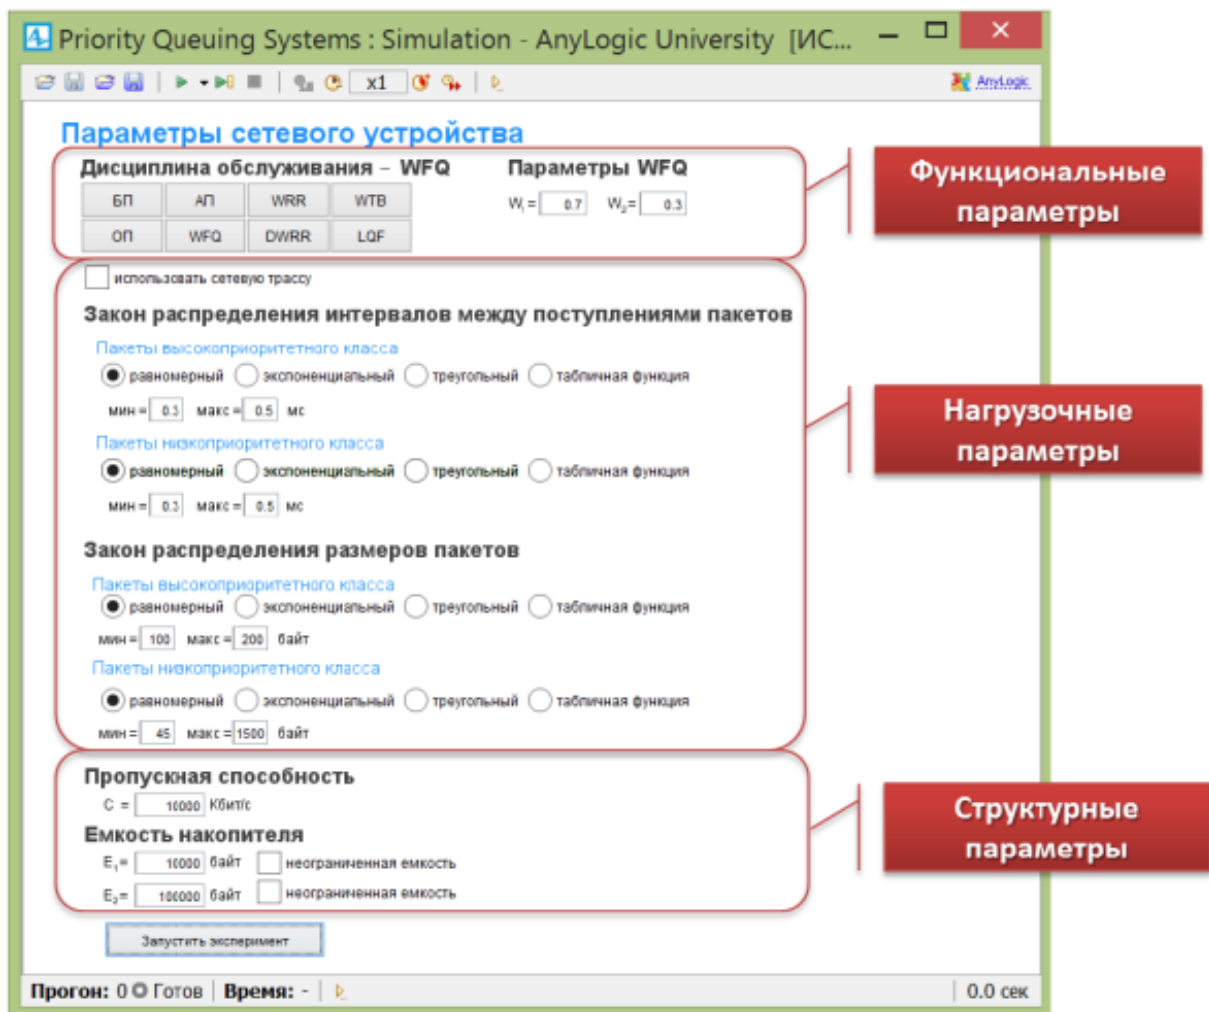 Priority Queuing Systems : Simulation - AnyLogic University [ИС...
x1
AnyLogic
Параметры сетевого устройства
Дисциплина обслуживания – WFQ
Параметры WFQ
БП АП WRR WTB
W₁ = 0.7 W₂ = 0.3
ОП WFQ DWRR LQF
Функциональные
параметры
использовать сетевую трассу
Закон распределения интервалов между поступлениями пакетов
Пакеты высокоприоритетного класса
равномерный экспоненциальный треугольный табличная функция
мин = 0.3 макс = 0.5 мс
Пакеты низкоприоритетного класса
равномерный экспоненциальный треугольный табличная функция
мин = 0.3 макс = 0.5 мс
Нагрузочные
параметры
Закон распределения размеров пакетов
Пакеты высокоприоритетного класса
равномерный экспоненциальный треугольный табличная функция
мин = 100 макс = 200 байт
Пакеты низкоприоритетного класса
равномерный экспоненциальный треугольный табличная функция
мин = 45 макс = 1500 байт
Пропускная способность
C = 10000 Кбит/с
Емкость накопителя
E₁ = 10000 байт неограниченная емкость
E₂ = 100000 байт неограниченная емкость
Структурные
параметры
Запустить эксперимент
Прогон: 0 Готов Время: - 0.0 сек